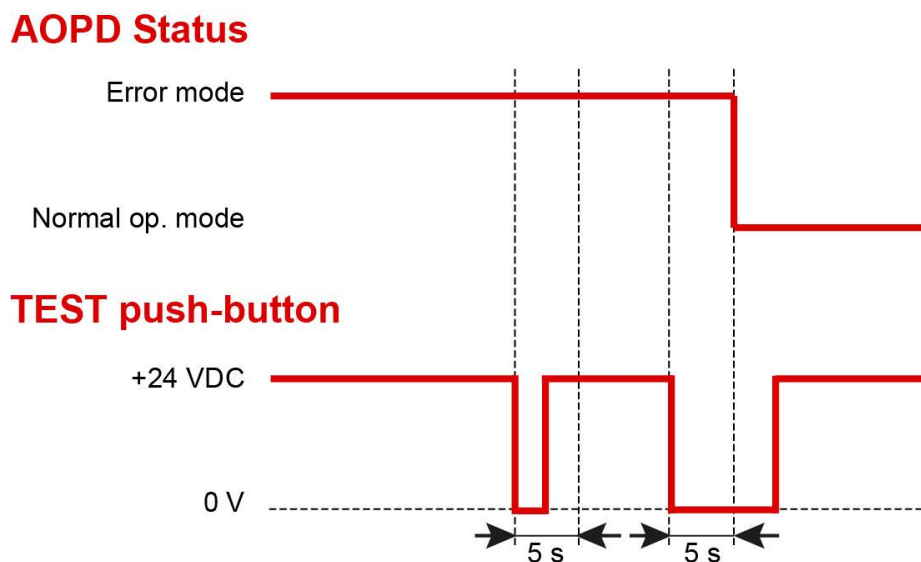 AOPD Status
Error mode
Normal op. mode
TEST push-button
+24 VDC
0 V
5 s
5 s